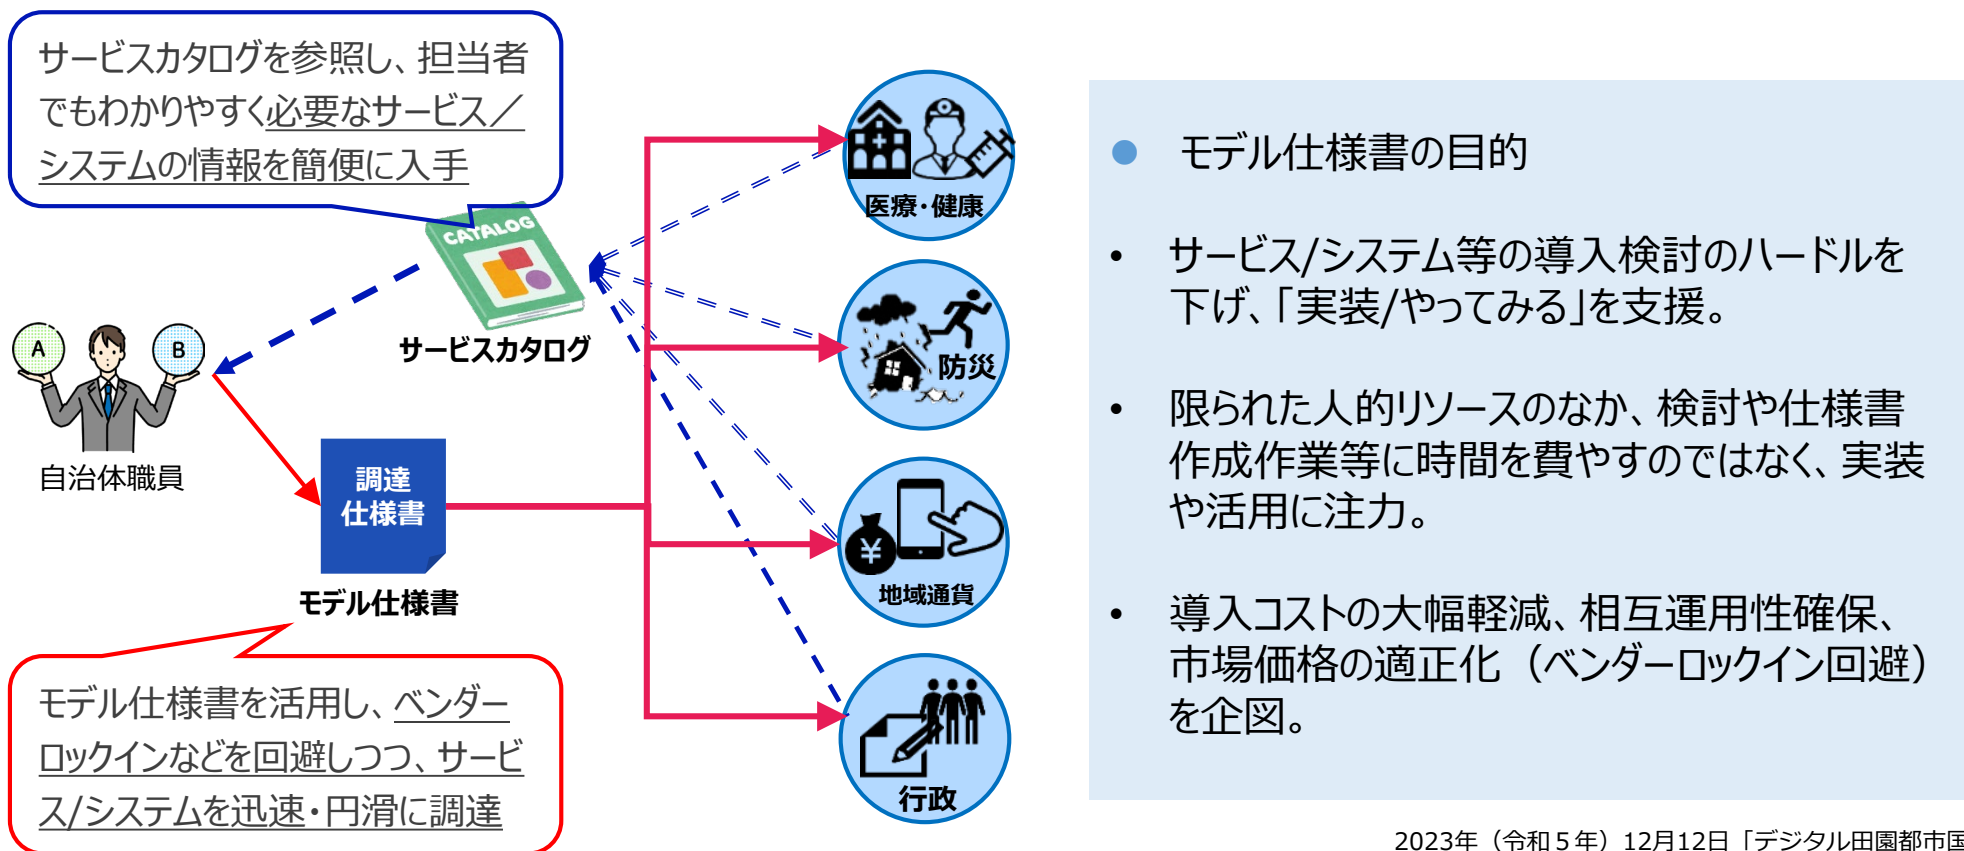 サービスカタログを参照し、担当者
でもわかりやすく必要なサービス／
システムの情報を簡便に入手
CATALOG
サービスカタログ
A
B
自治体職員
調達
仕様書
モデル仕様書
モデル仕様書を活用し、ベンダー
ロックインなどを回避しつつ、サービ
ス/システムを迅速・円滑に調達
医療・健康
防災
¥
地域通貨
行政
● モデル仕様書の目的
• サービス/システム等の導入検討のハードルを
下げ、「実装/やってみる」を支援。
• 限られた人的リソースのなか、検討や仕様書
作成作業等に時間を費やすのではなく、実装
や活用に注力。
• 導入コストの大幅軽減、相互運用性確保、
市場価格の適正化（ベンダーロックイン回避）
を企図。
2023年（令和５年）12月12日「デジタル田園都市国